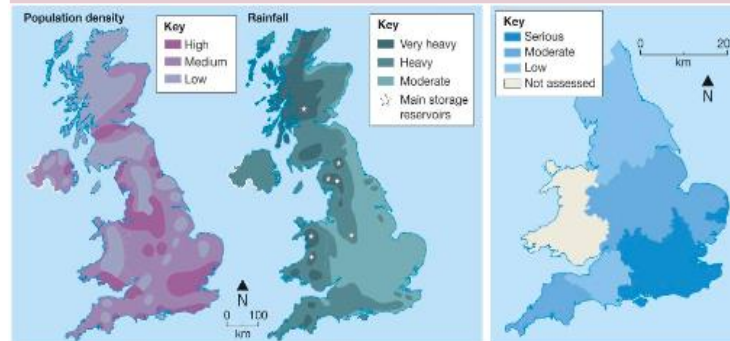 Population density
Key
High
Medium
Low
Rainfall
Key
Very heavy
Heavy
Moderate
Main storage
reservoirs
N
0 100
km
Key
Serious
Moderate
Low
Not assessed
0
km
N